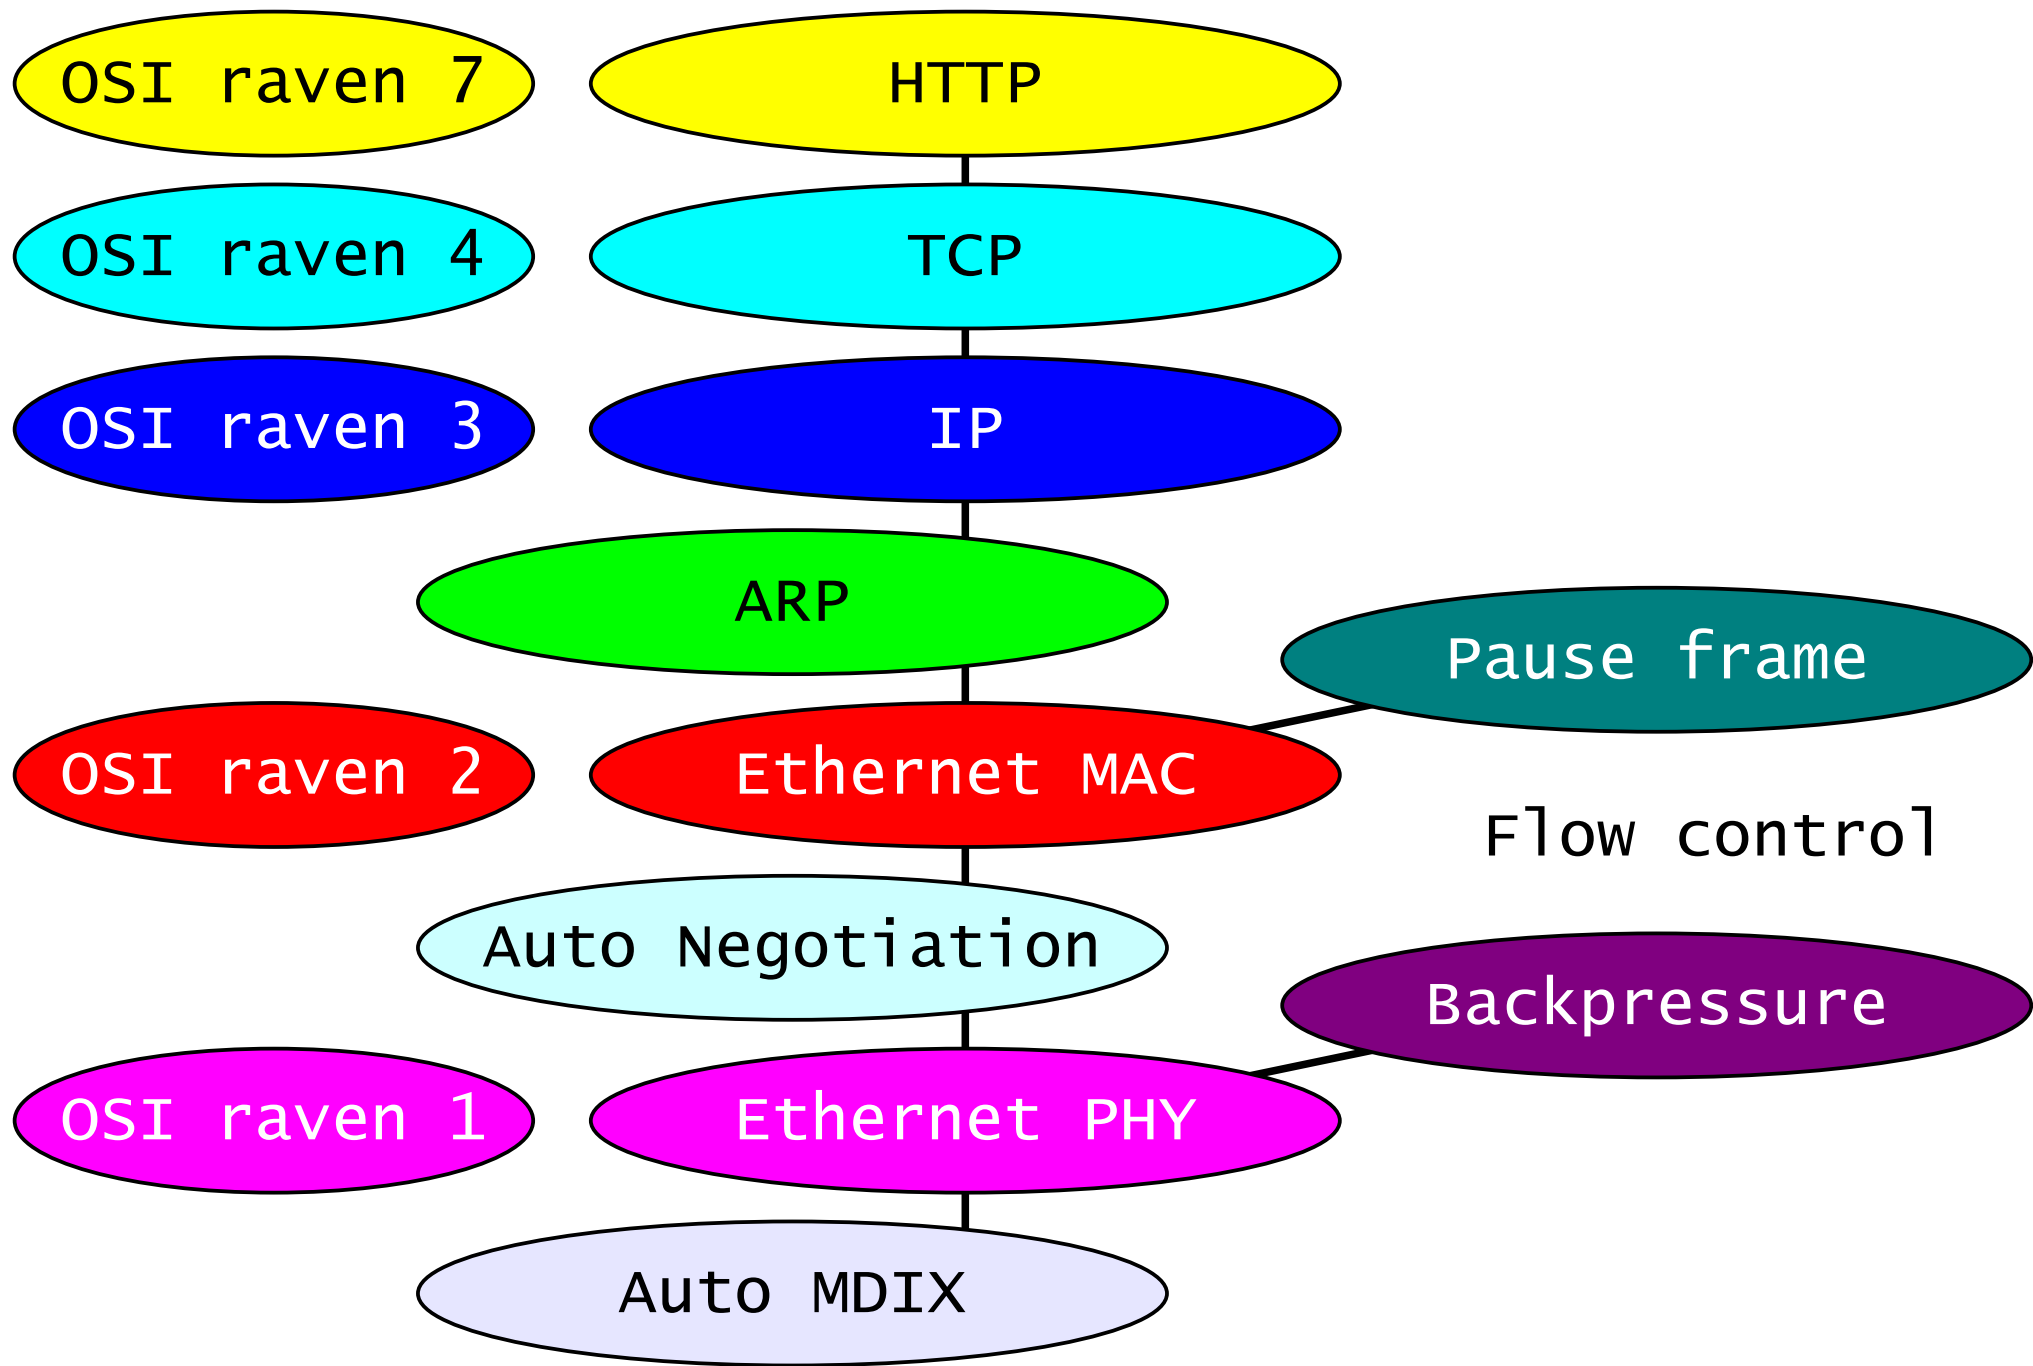 OSI raven 7
HTTP
OSI raven 4
TCP
OSI raven 3
IP
ARP
Pause frame
OSI raven 2
Ethernet MAC
Flow control
Auto Negotiation
Backpressure
OSI raven 1
Ethernet PHY
Auto MDIX